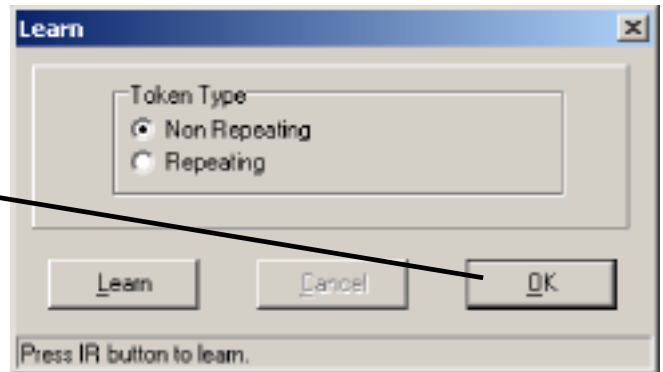 Learn
Token Type
Non Repeating
Repeating
Learn Cancel OK
Press IR button to learn.